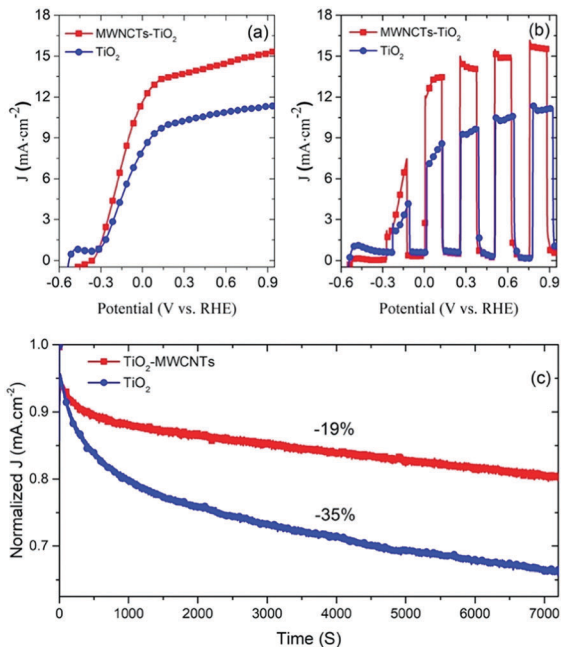 18
15
12
9
6
3
0
J (mA·cm-2)
MWNCTs-TiO2
TiO2
(a)
-0.6 -0.3 0.0 0.3 0.6 0.9
Potential (V vs. RHE)
18
15
12
9
6
3
0
J (mA·cm-2)
MWNCTs-TiO2
TiO2
(b)
-0.6 -0.3 0.0 0.3 0.6 0.9
Potential (V vs. RHE)
1.0
0.9
0.8
0.7
Normalized J (mA.cm-2)
TiO2-MWCNTs
TiO2
(c)
-19%
-35%
0 1000 2000 3000 4000 5000 6000 7000
Time (S)